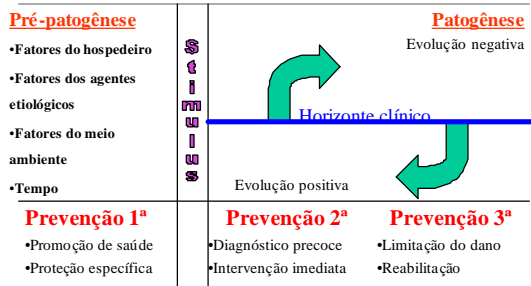 Pré-patogênese
•Fatores do hospedeiro
•Fatores dos agentes
etiológicos
•Fatores do meio
ambiente
•Tempo
Stimulus
Patogênese
Evolução negativa
Horizonte clínico
Evolução positiva
Prevenção 1ª
•Promoção de saúde
•Proteção específica
Prevenção 2ª
•Diagnóstico precoce
•Intervenção imediata
Prevenção 3ª
•Limitação do dano
•Reabilitação